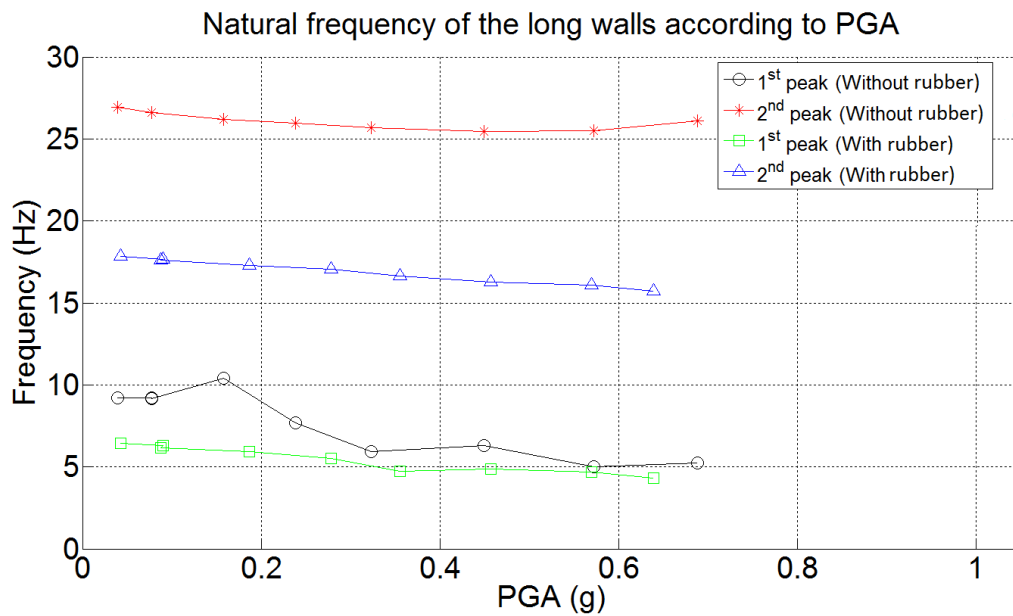 Natural frequency of the long walls according to PGA
30
25
20
15
10
5
0
Frequency (Hz)
1st peak (Without rubber)
2nd peak (Without rubber)
1st peak (With rubber)
2nd peak (With rubber)
0
0.2
0.4
0.6
0.8
1
PGA (g)